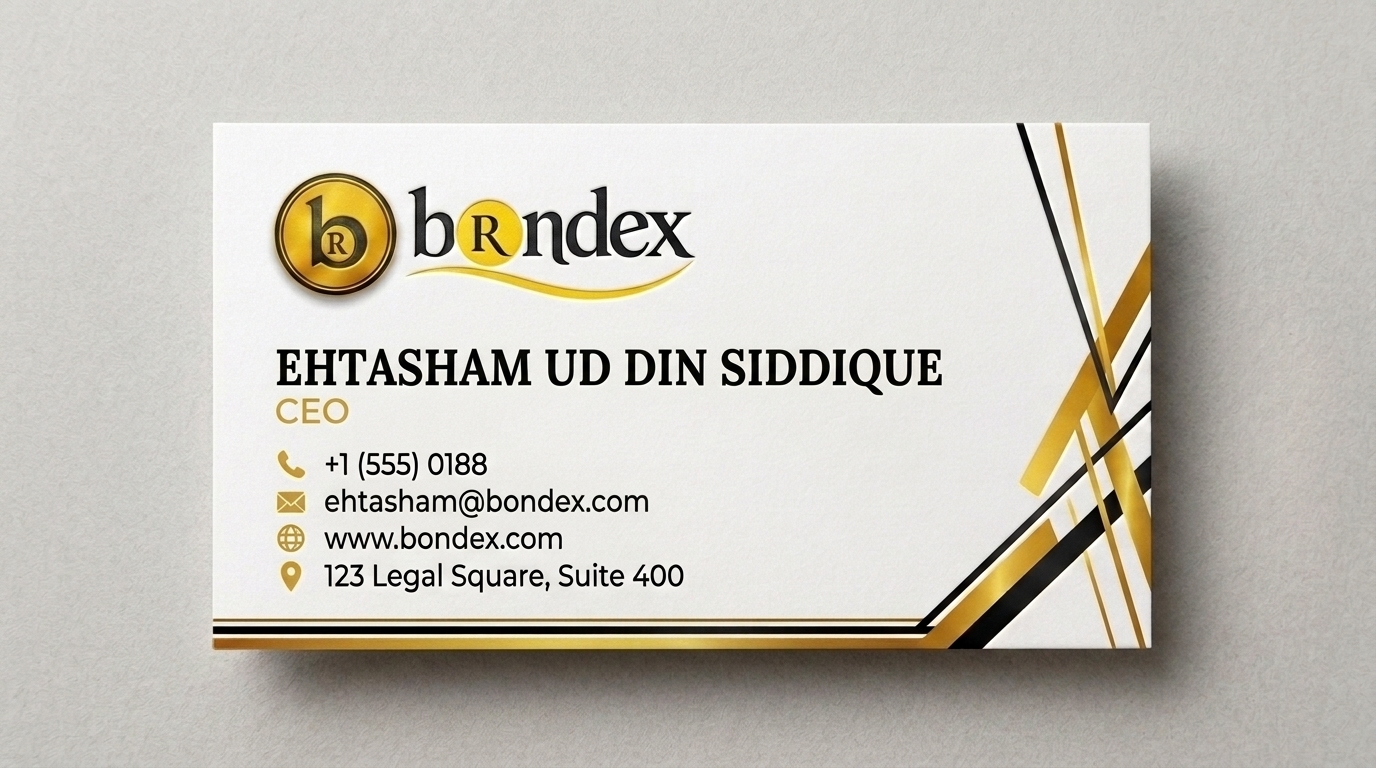 bR
bRndex
EHTASHAM UD DIN SIDDIQUE
CEO
+1 (555) 0188
ehtasham@bondex.com
www.bondex.com
123 Legal Square, Suite 400